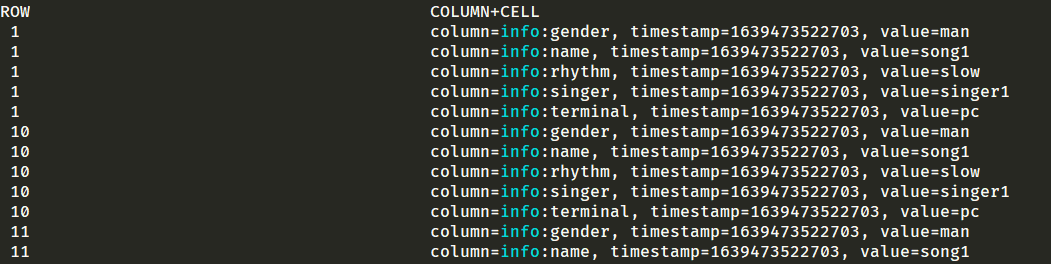 ROW COLUMN+CELL
1 column=info:gender, timestamp=1639473522703, value=man
1 column=info:name, timestamp=1639473522703, value=song1
1 column=info:rhythm, timestamp=1639473522703, value=slow
1 column=info:singer, timestamp=1639473522703, value=singer1
1 column=info:terminal, timestamp=1639473522703, value=pc
10 column=info:gender, timestamp=1639473522703, value=man
10 column=info:name, timestamp=1639473522703, value=song1
10 column=info:rhythm, timestamp=1639473522703, value=slow
10 column=info:singer, timestamp=1639473522703, value=singer1
10 column=info:terminal, timestamp=1639473522703, value=pc
11 column=info:gender, timestamp=1639473522703, value=man
11 column=info:name, timestamp=1639473522703, value=song1